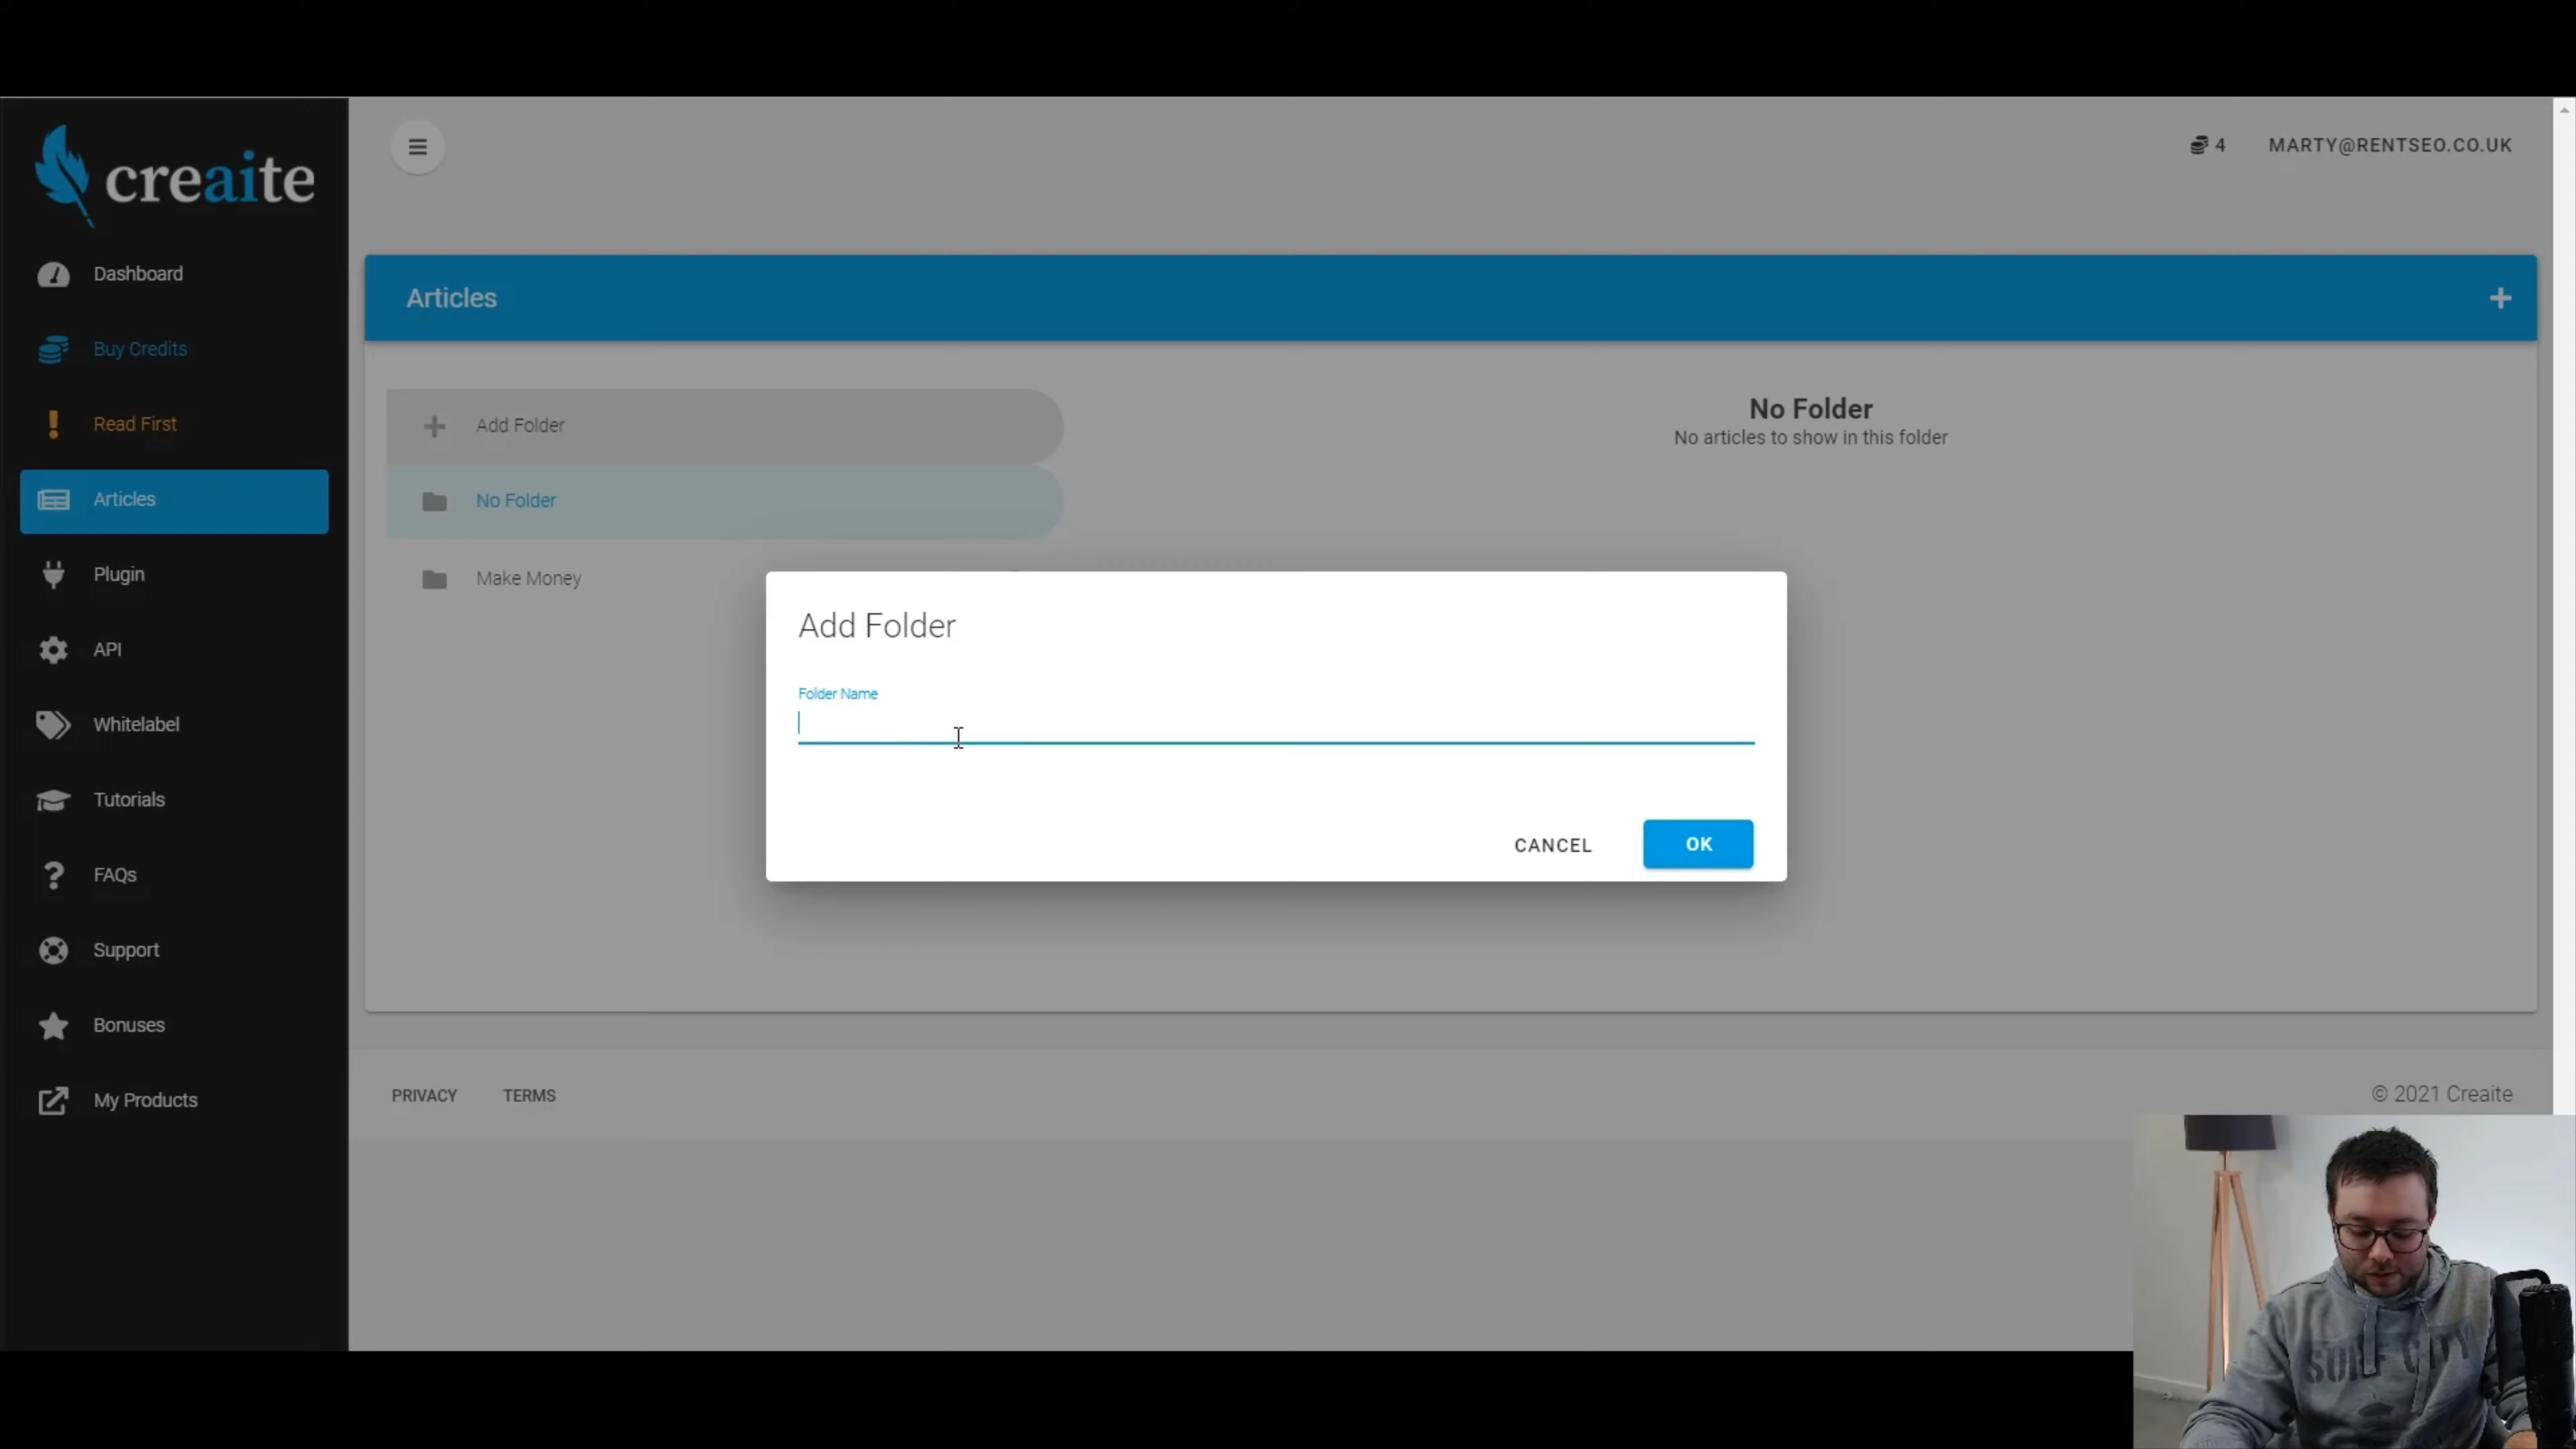 creaite
Dashboard
Buy Credits
Read First
Articles
Plugin
API
Whitelabel
Tutorials
FAQs
Support
Bonuses
My Products
4
MARTY@RENTSEO.CO.UK
Articles
Add Folder
No Folder
Make Money
No Folder
No articles to show in this folder
Add Folder
Folder Name
CANCEL
OK
PRIVACY
TERMS
© 2021 Creaite
SURF CITY